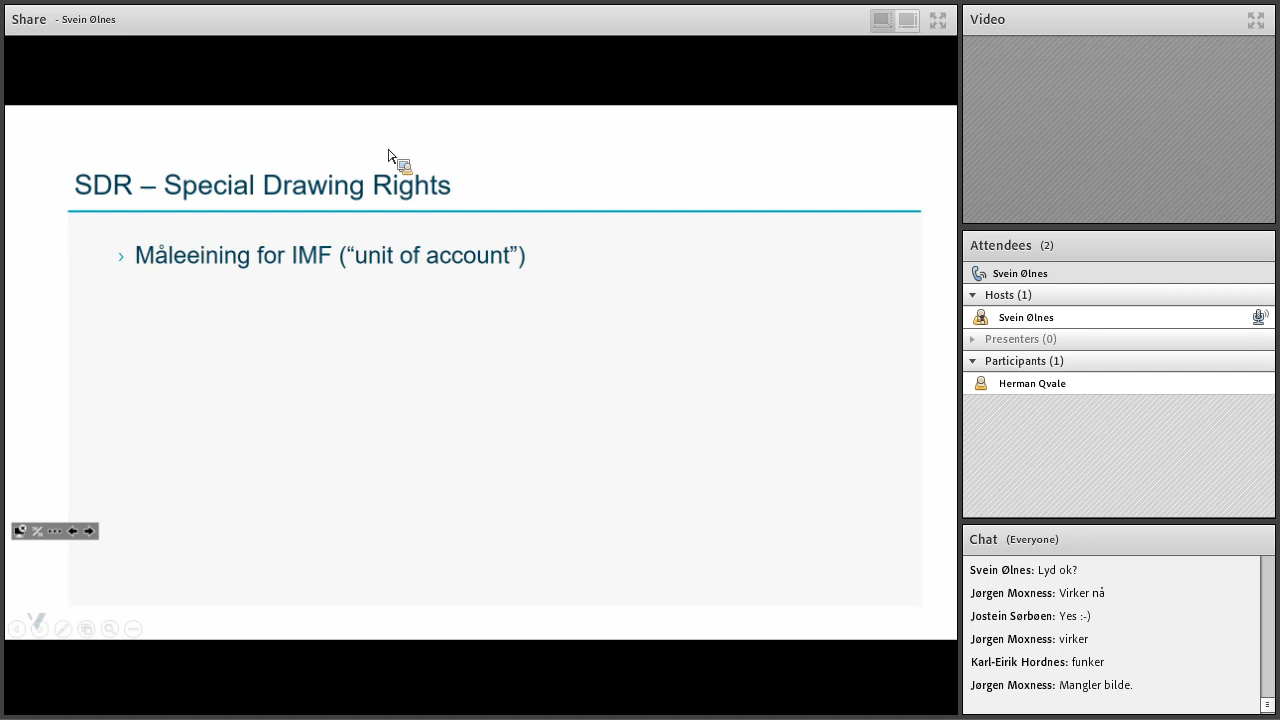 Share - Svein Ølnes
SDR – Special Drawing Rights
› Måleeining for IMF (“unit of account”)
Video
Attendees (2)
Svein Ølnes
Hosts (1)
Svein Ølnes
Presenters (0)
Participants (1)
Herman Qvale
Chat (Everyone)
Svein Ølnes: Lyd ok?
Jørgen Moxness: Virker nå
Jostein Sørbøen: Yes :-)
Jørgen Moxness: virker
Karl-Eirik Hordnes: funker
Jørgen Moxness: Mangler bilde.